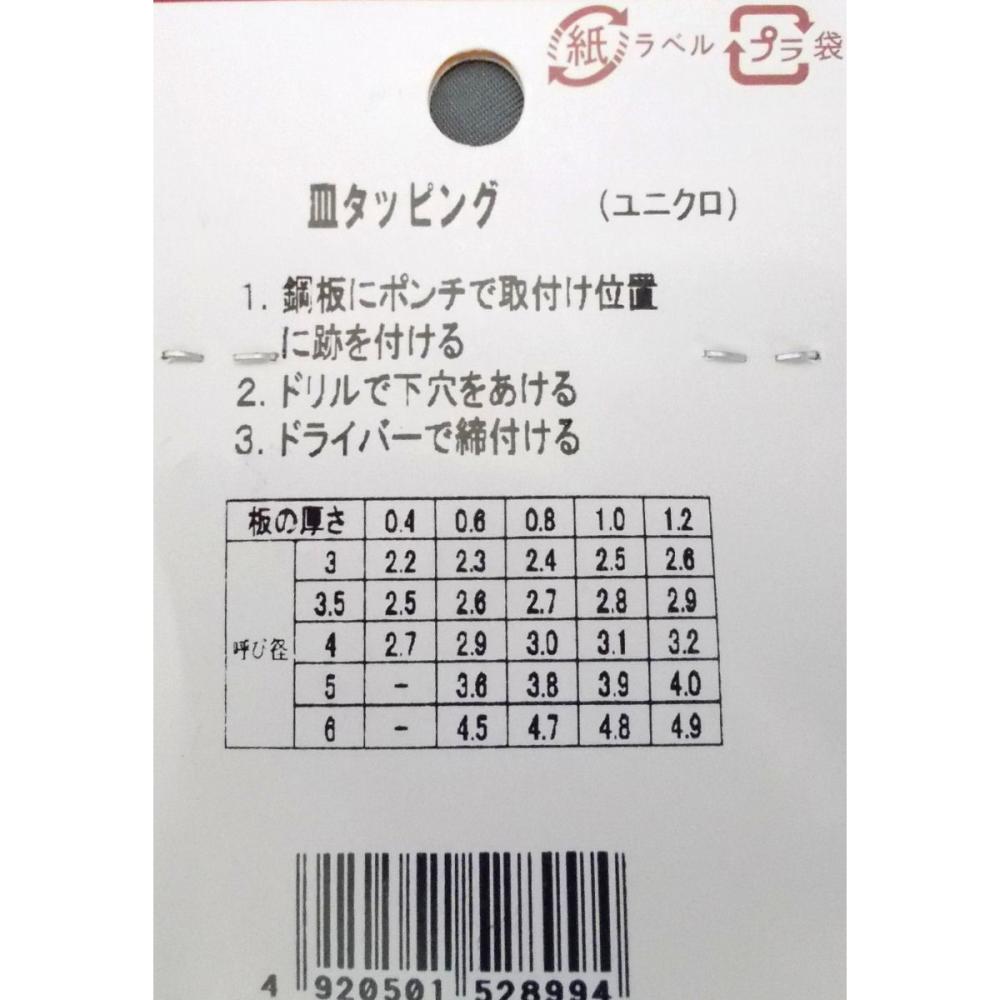 紙 ラベル プラ 袋
皿タッピング (ユニクロ)
1. 鋼板にポンチで取付け位置
に跡を付ける
2. ドリルで下穴をあける
3. ドライバーで締付ける
板の厚さ 0.4 0.6 0.8 1.0 1.2
3 2.2 2.3 2.4 2.5 2.6
3.5 2.5 2.6 2.7 2.8 2.9
呼び径 4 2.7 2.9 3.0 3.1 3.2
5 - 3.6 3.8 3.9 4.0
6 - 4.5 4.7 4.8 4.9
4 920501 528994